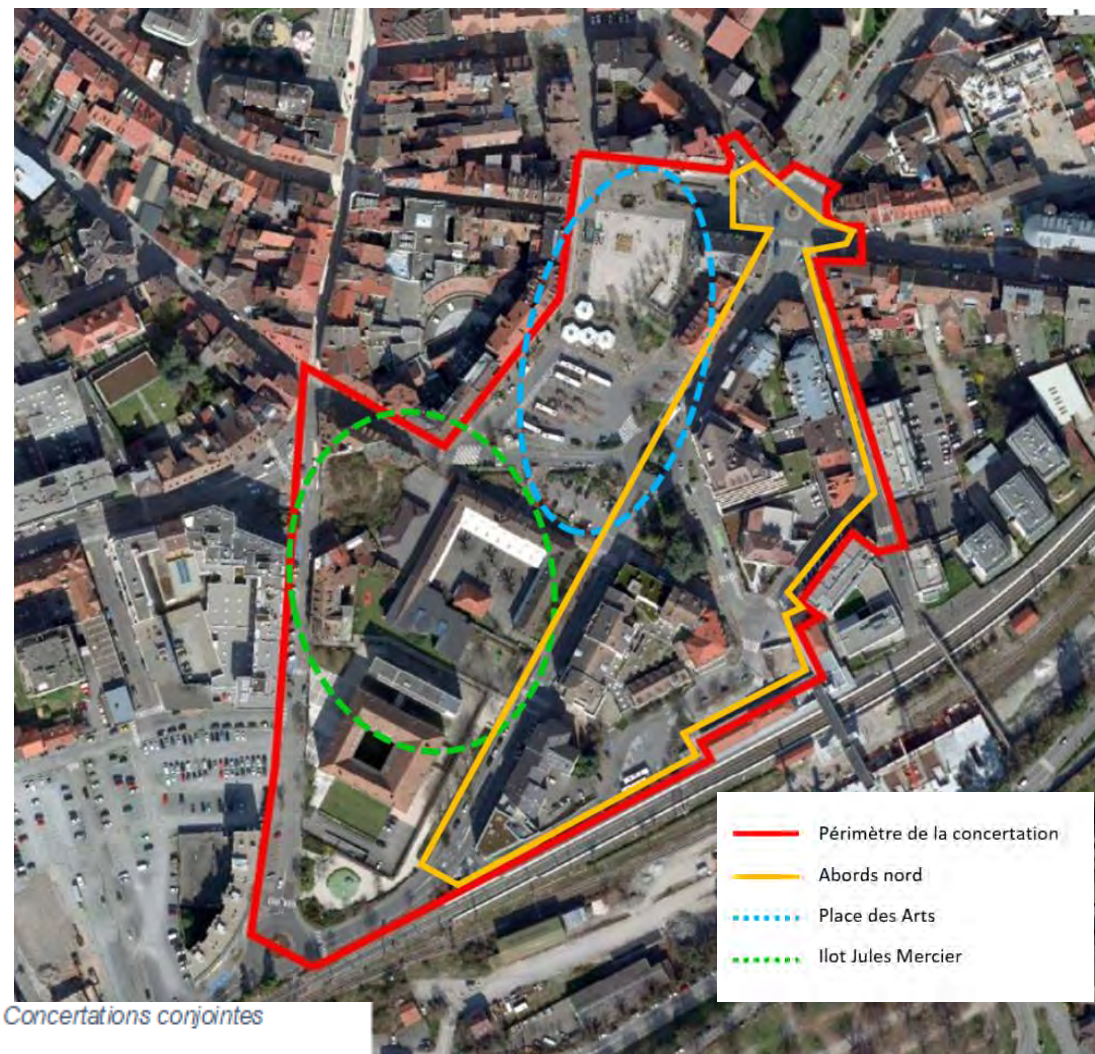 Périmètre de la concertation
Abords nord
Place des Arts
Ilot Jules Mercier
Concertations conjointes